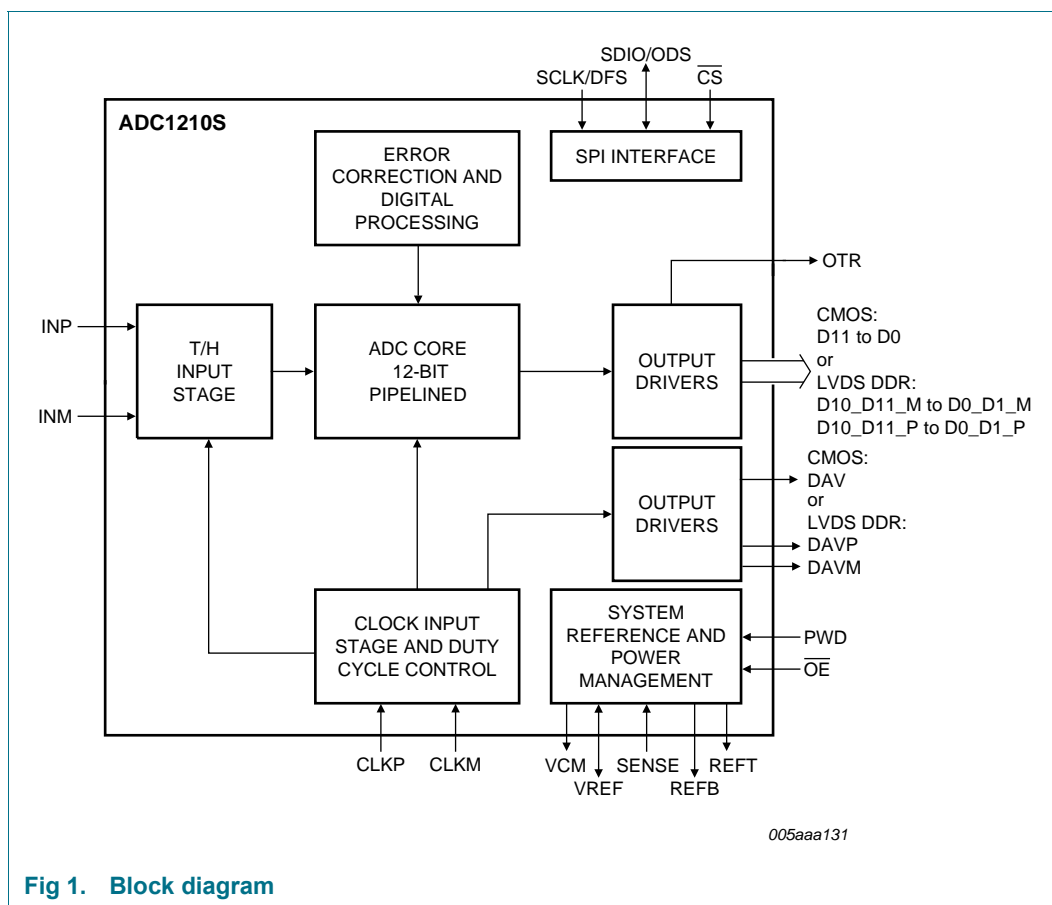 SDIO/ODS
SCLK/DFS
CS
ADC1210S
ERROR
CORRECTION AND
DIGITAL
PROCESSING
SPI INTERFACE
OTR
INP
INM
T/H
INPUT
STAGE
ADC CORE
12-BIT
PIPELINED
OUTPUT
DRIVERS
CMOS:
D11 to D0
or
LVDS DDR:
D10_D11_M to D0_D1_M
D10_D11_P to D0_D1_P
OUTPUT
DRIVERS
CMOS:
DAV
or
LVDS DDR:
DAVP
DAVM
CLOCK INPUT
STAGE AND DUTY
CYCLE CONTROL
SYSTEM
REFERENCE AND
POWER
MANAGEMENT
PWD
OE
CLKP
CLKM
VCM
VREF
SENSE
REFB
REFT
005aaa131
Fig 1. Block diagram